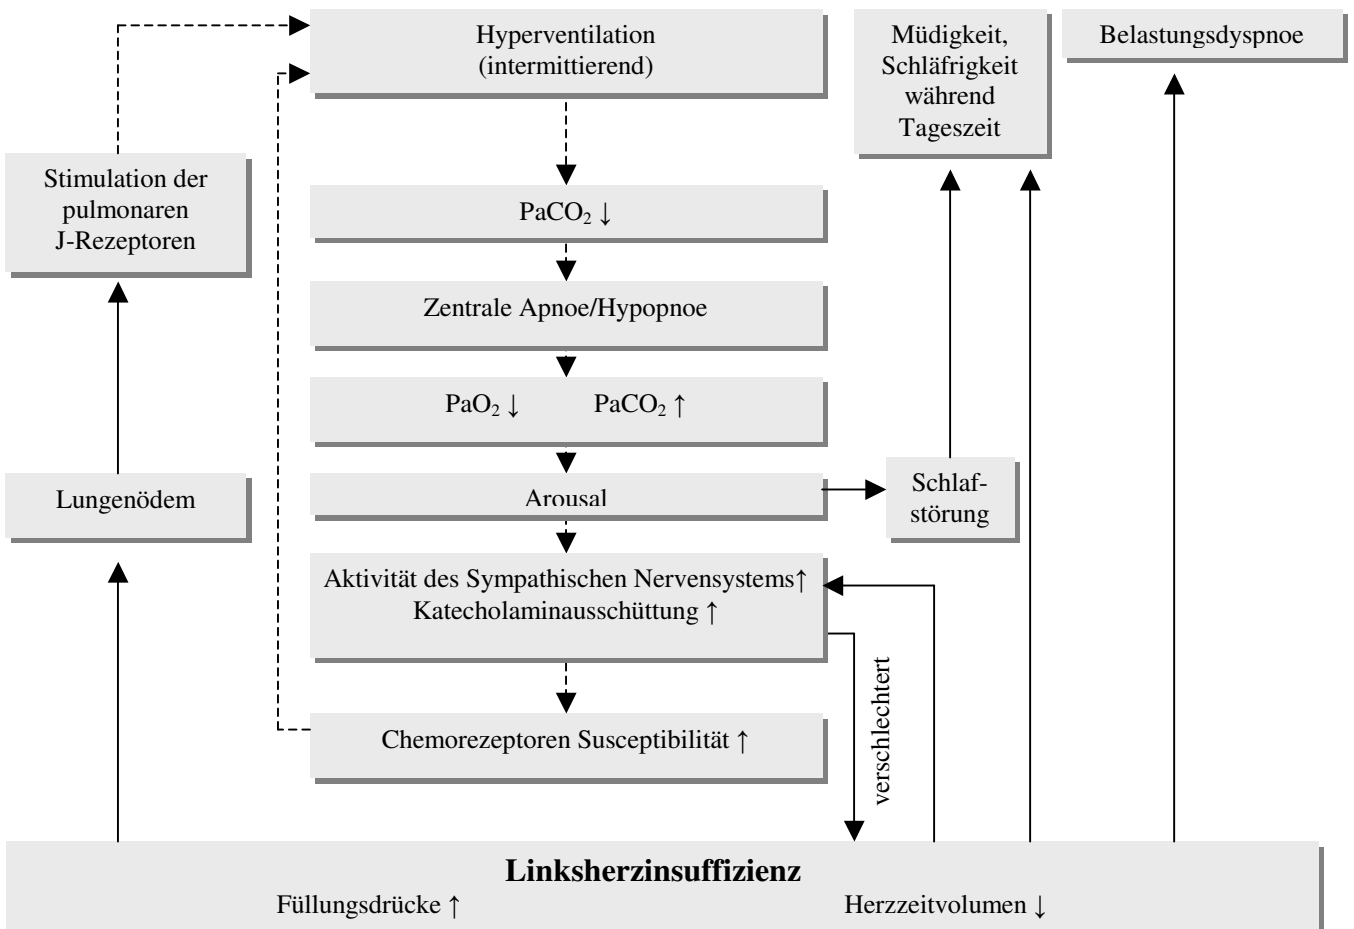 Hyperventilation
(intermittierend)
Müdigkeit,
Schläfrigkeit
während
Tageszeit
Belastungsdyspnoe
Stimulation der
pulmonaren
J-Rezeptoren
PaCO₂ ↓
Zentrale Apnoe/Hypopnoe
PaO₂ ↓ PaCO₂ ↑
Lungenödem
Arousal
Schlaf-
störung
Aktivität des Sympathischen Nervensystems↑
Katecholaminausschüttung ↑
verschlechtert
Chemorezeptoren Susceptibilität ↑
Linksherzinsuffizienz
Füllungsdrücke ↑ Herzzeitvolumen ↓